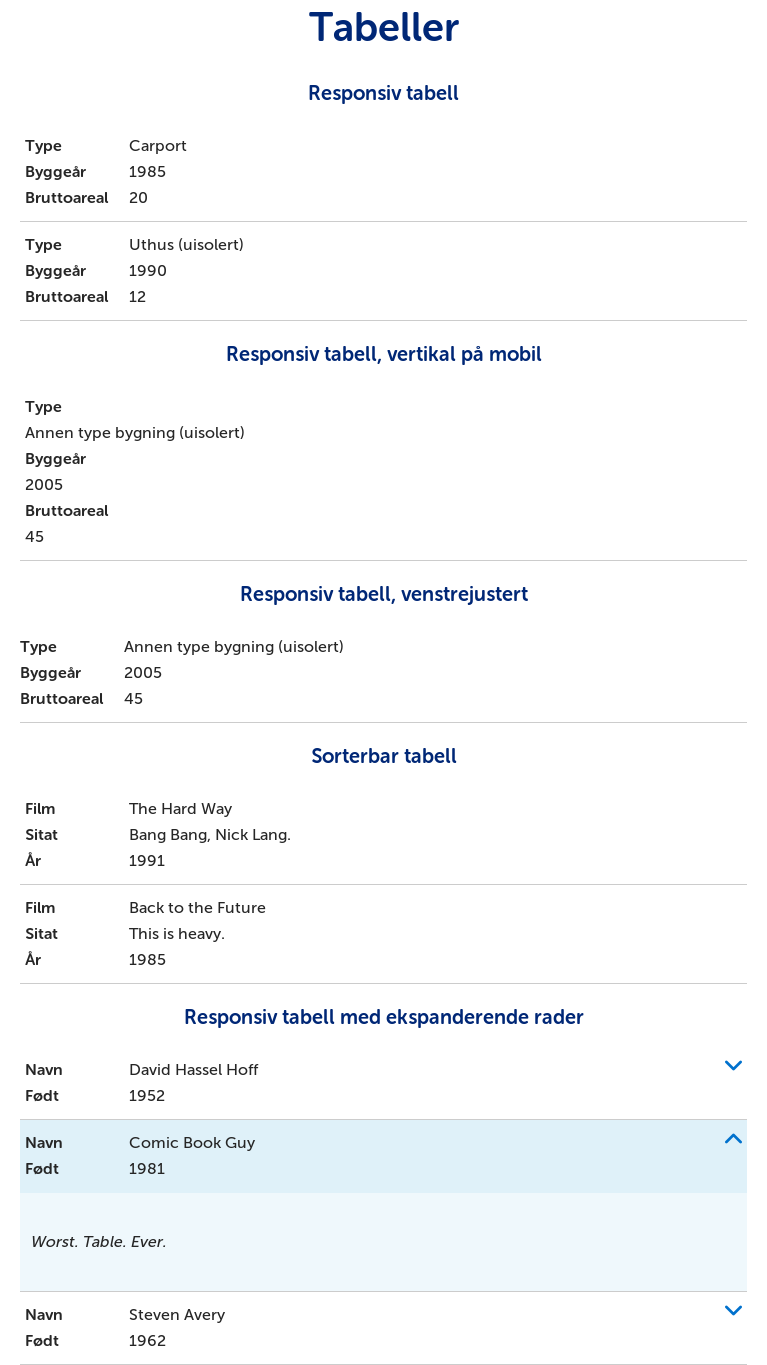 Tabeller
Responsiv tabell
Type Carport
Byggeår 1985
Bruttoareal 20
Type Uthus (uisolert)
Byggeår 1990
Bruttoareal 12
Responsiv tabell, vertikal på mobil
Type
Annen type bygning (uisolert)
Byggeår
2005
Bruttoareal
45
Responsiv tabell, venstrejustert
Type Annen type bygning (uisolert)
Byggeår 2005
Bruttoareal 45
Sorterbar tabell
Film The Hard Way
Sitat Bang Bang, Nick Lang.
År 1991
Film Back to the Future
Sitat This is heavy.
År 1985
Responsiv tabell med ekspanderende rader
Navn David Hassel Hoff
Født 1952
Navn Comic Book Guy
Født 1981
Worst. Table. Ever.
Navn Steven Avery
Født 1962